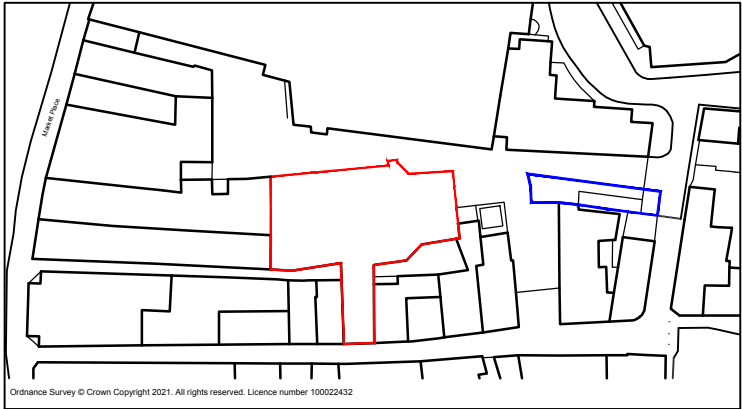 Market Place
Ordnance Survey © Crown Copyright 2021. All rights reserved. Licence number 100022432